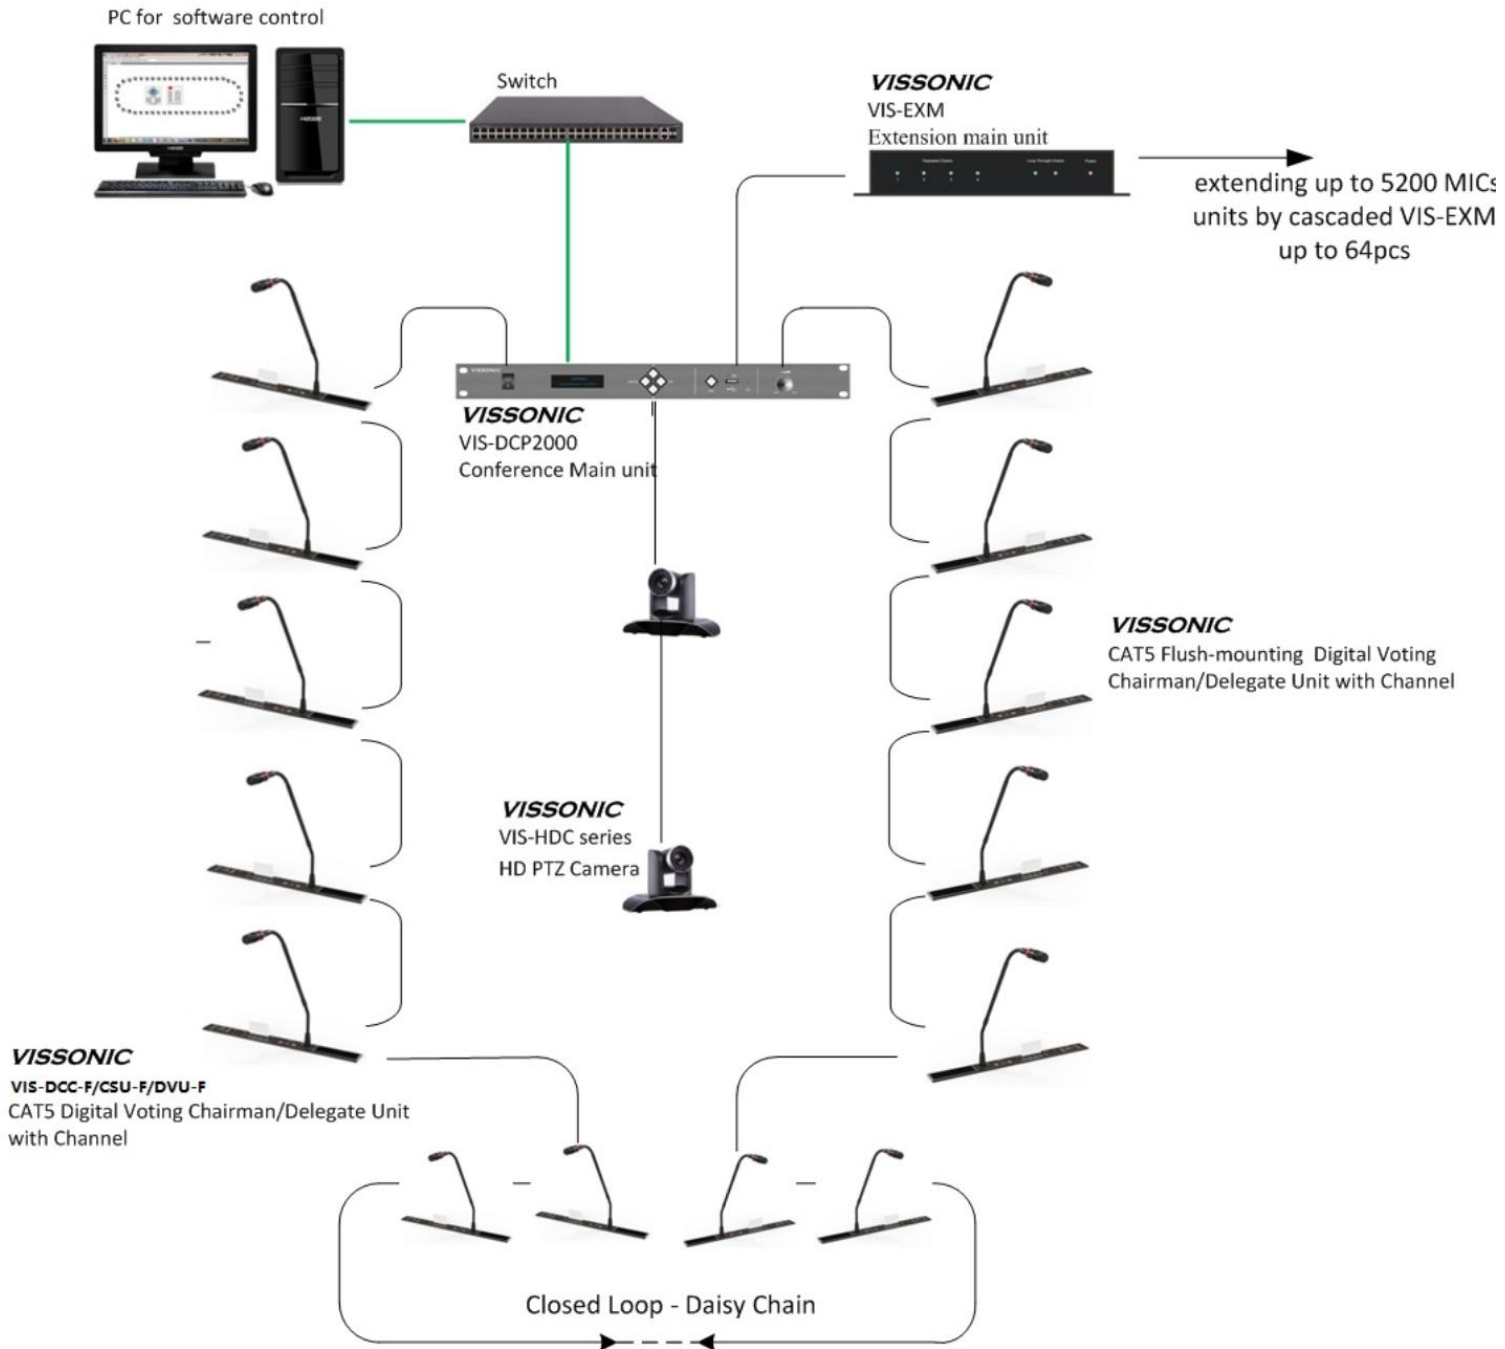 PC for software control
Switch
VISSONIC
VIS-EXM
Extension main unit
extending up to 5200 MICs
units by cascaded VIS-EXM
up to 64pcs
VISSONIC
VISSONIC
VIS-DCP2000
Conference Main unit
VISSONIC
CAT5 Flush-mounting Digital Voting
Chairman/Delegate Unit with Channel
VISSONIC
VIS-HDC series
HD PTZ Camera
VISSONIC
VIS-DCC-F/CSU-F/DVU-F
CAT5 Digital Voting Chairman/Delegate Unit
with Channel
Closed Loop - Daisy Chain